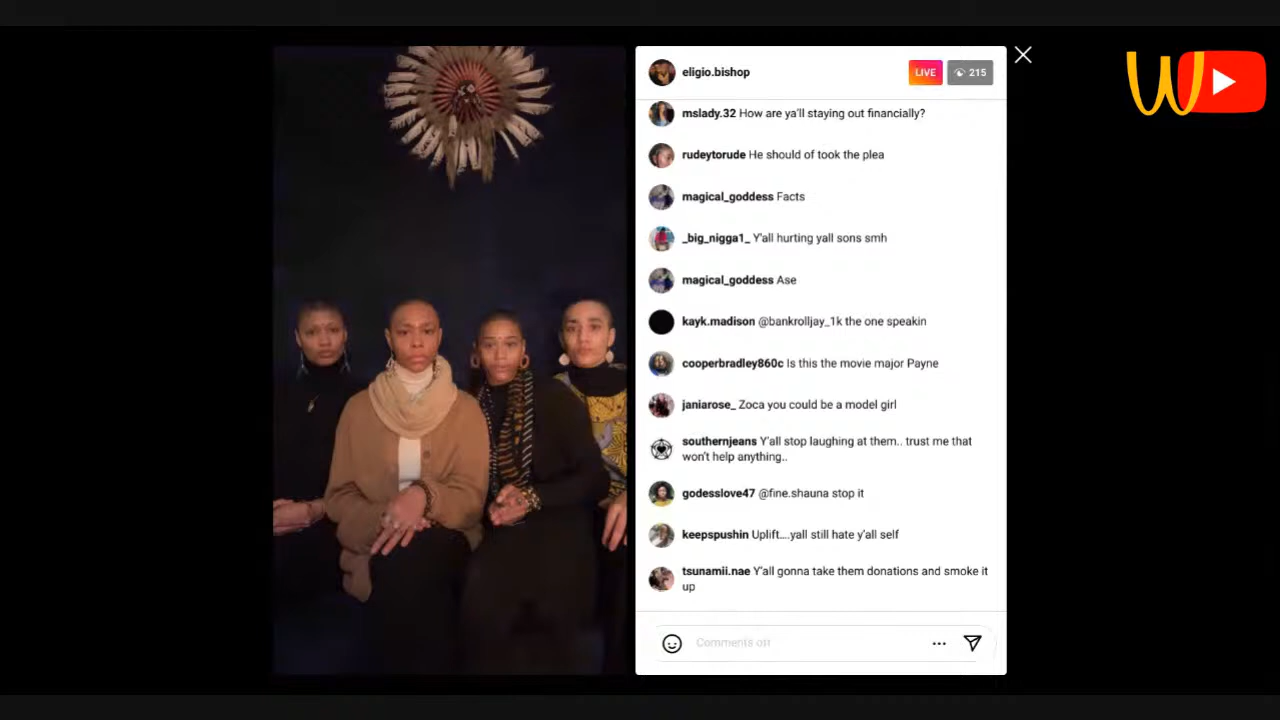 eligio.bishop
LIVE
215
mslady.32 How are ya'll staying out financially?
rudeytorude He should of took the plea
magical_goddess Facts
_big_nigga1_ Y'all hurting yall sons smh
magical_goddess Ase
kayk.madison @bankrolljay_1k the one speakin
cooperbradley860c Is this the movie major Payne
janiarose_ Zoca you could be a model girl
southernjeans Y'all stop laughing at them.. trust me that
won't help anything..
godesslove47 @fine.shauna stop it
keepspushin Uplift....yall still hate y'all self
tsunamii.nae Y'all gonna take them donations and smoke it
up
Comments off